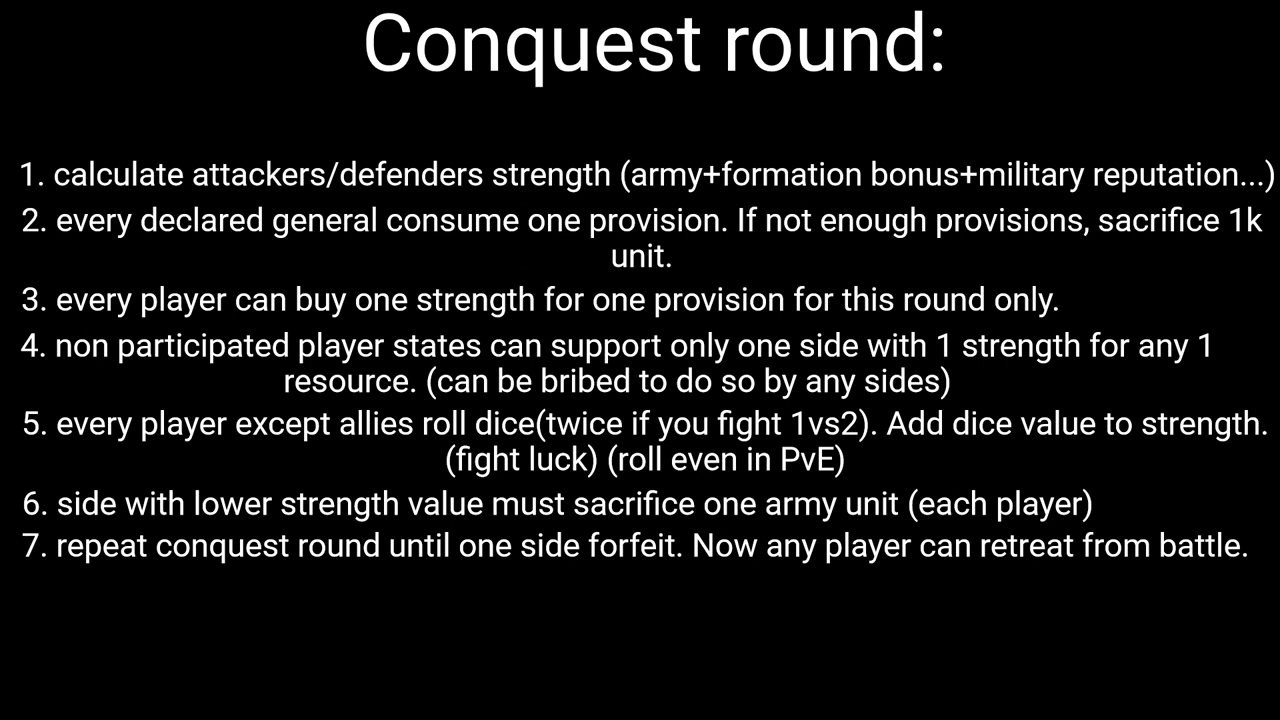 Conquest round:
1. calculate attackers/defenders strength (army+formation bonus+military reputation...)
2. every declared general consume one provision. If not enough provisions, sacrifice 1k
unit.
3. every player can buy one strength for one provision for this round only.
4. non participated player states can support only one side with 1 strength for any 1
resource. (can be bribed to do so by any sides)
5. every player except allies roll dice(twice if you fight 1vs2). Add dice value to strength.
(fight luck) (roll even in PvE)
6. side with lower strength value must sacrifice one army unit (each player)
7. repeat conquest round until one side forfeit. Now any player can retreat from battle.